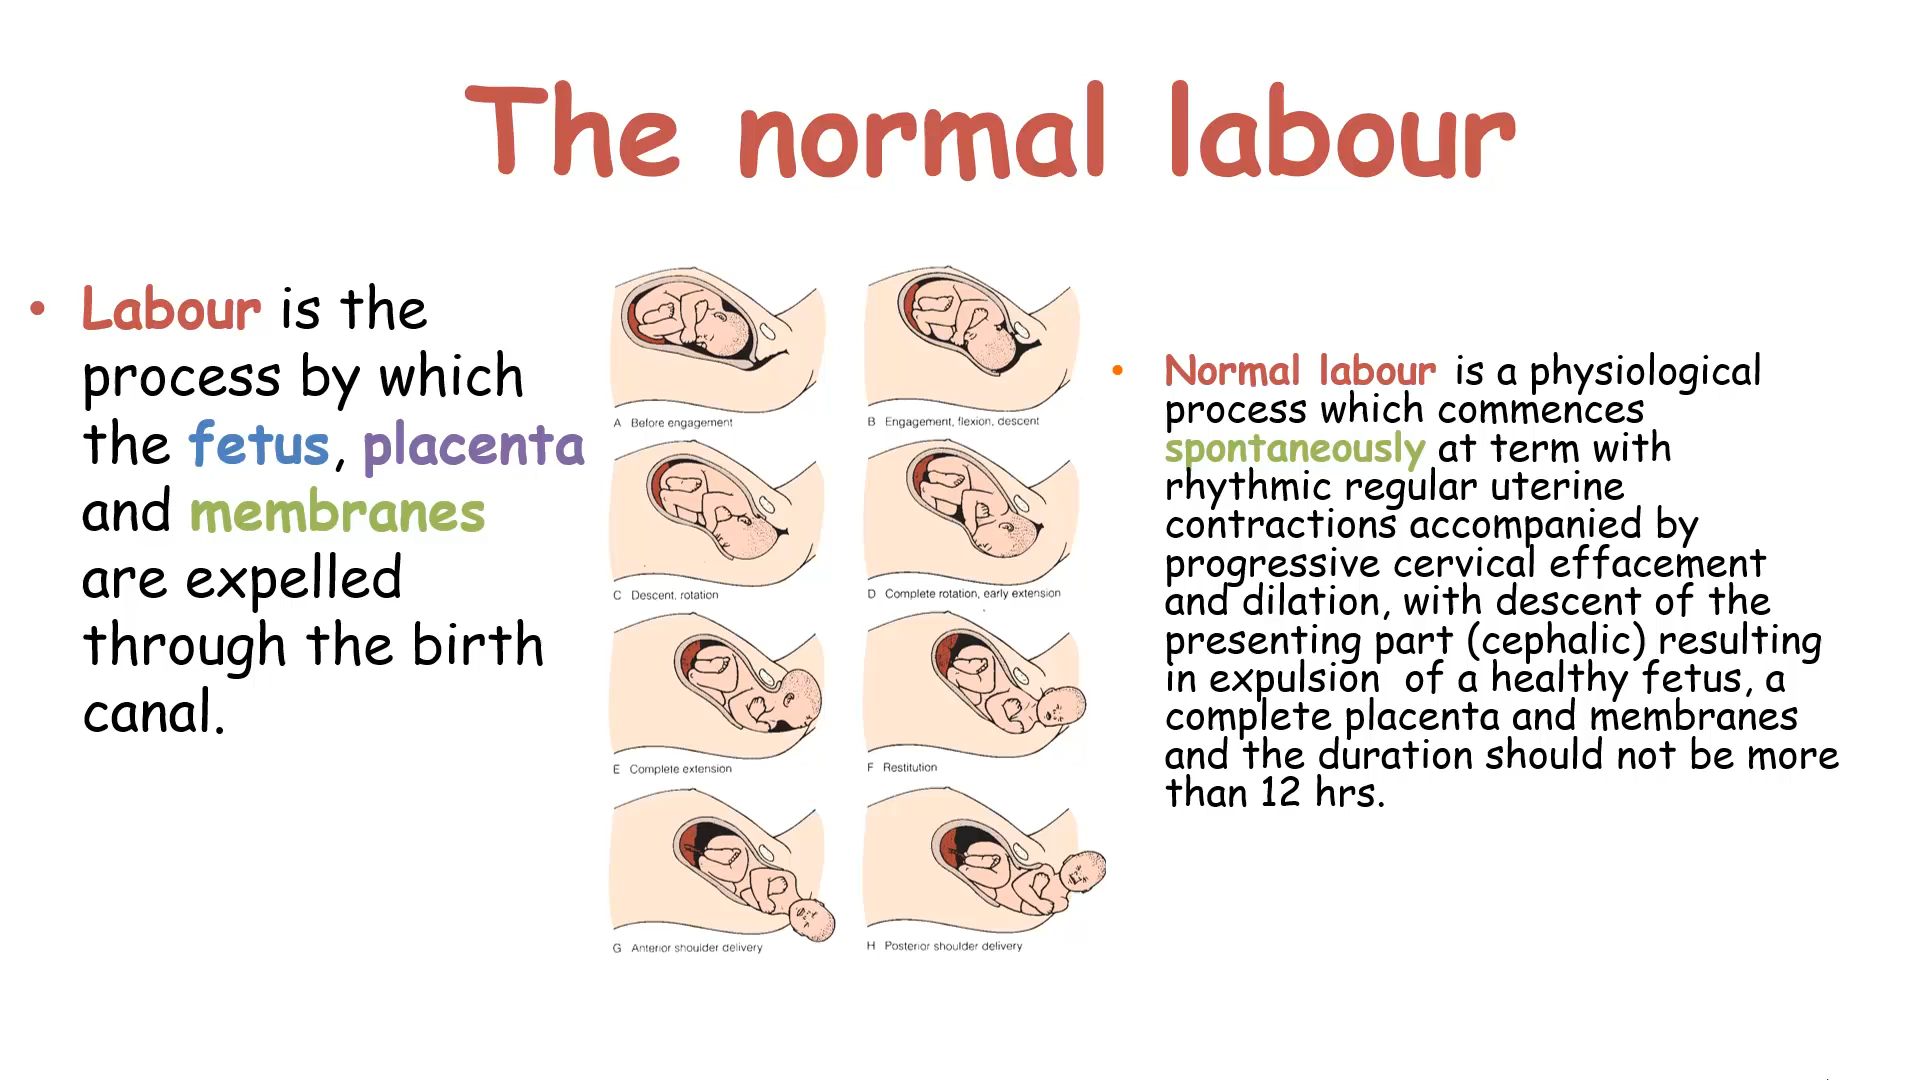 The normal labour
• Labour is the
process by which
the fetus, placenta
and membranes
are expelled
through the birth
canal.
A Before engagement
B Engagement, flexion, descent
C Descent, rotation
D Complete rotation, early extension
E Complete extension
F Restitution
G Anterior shoulder delivery
H Posterior shoulder delivery
• Normal labour is a physiological
process which commences
spontaneously at term with
rhythmic regular uterine
contractions accompanied by
progressive cervical effacement
and dilation, with descent of the
presenting part (cephalic) resulting
in expulsion of a healthy fetus, a
complete placenta and membranes
and the duration should not be more
than 12 hrs.